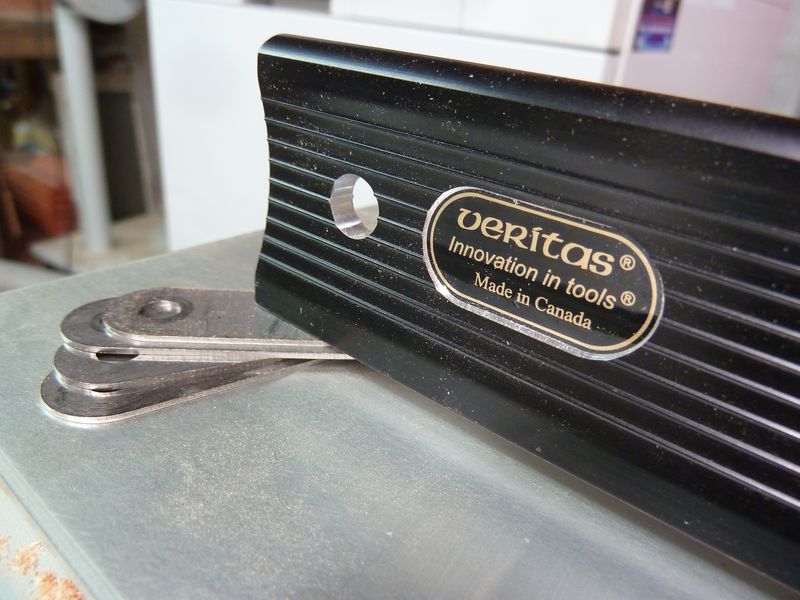 veritas®
Innovation in tools®
Made in Canada